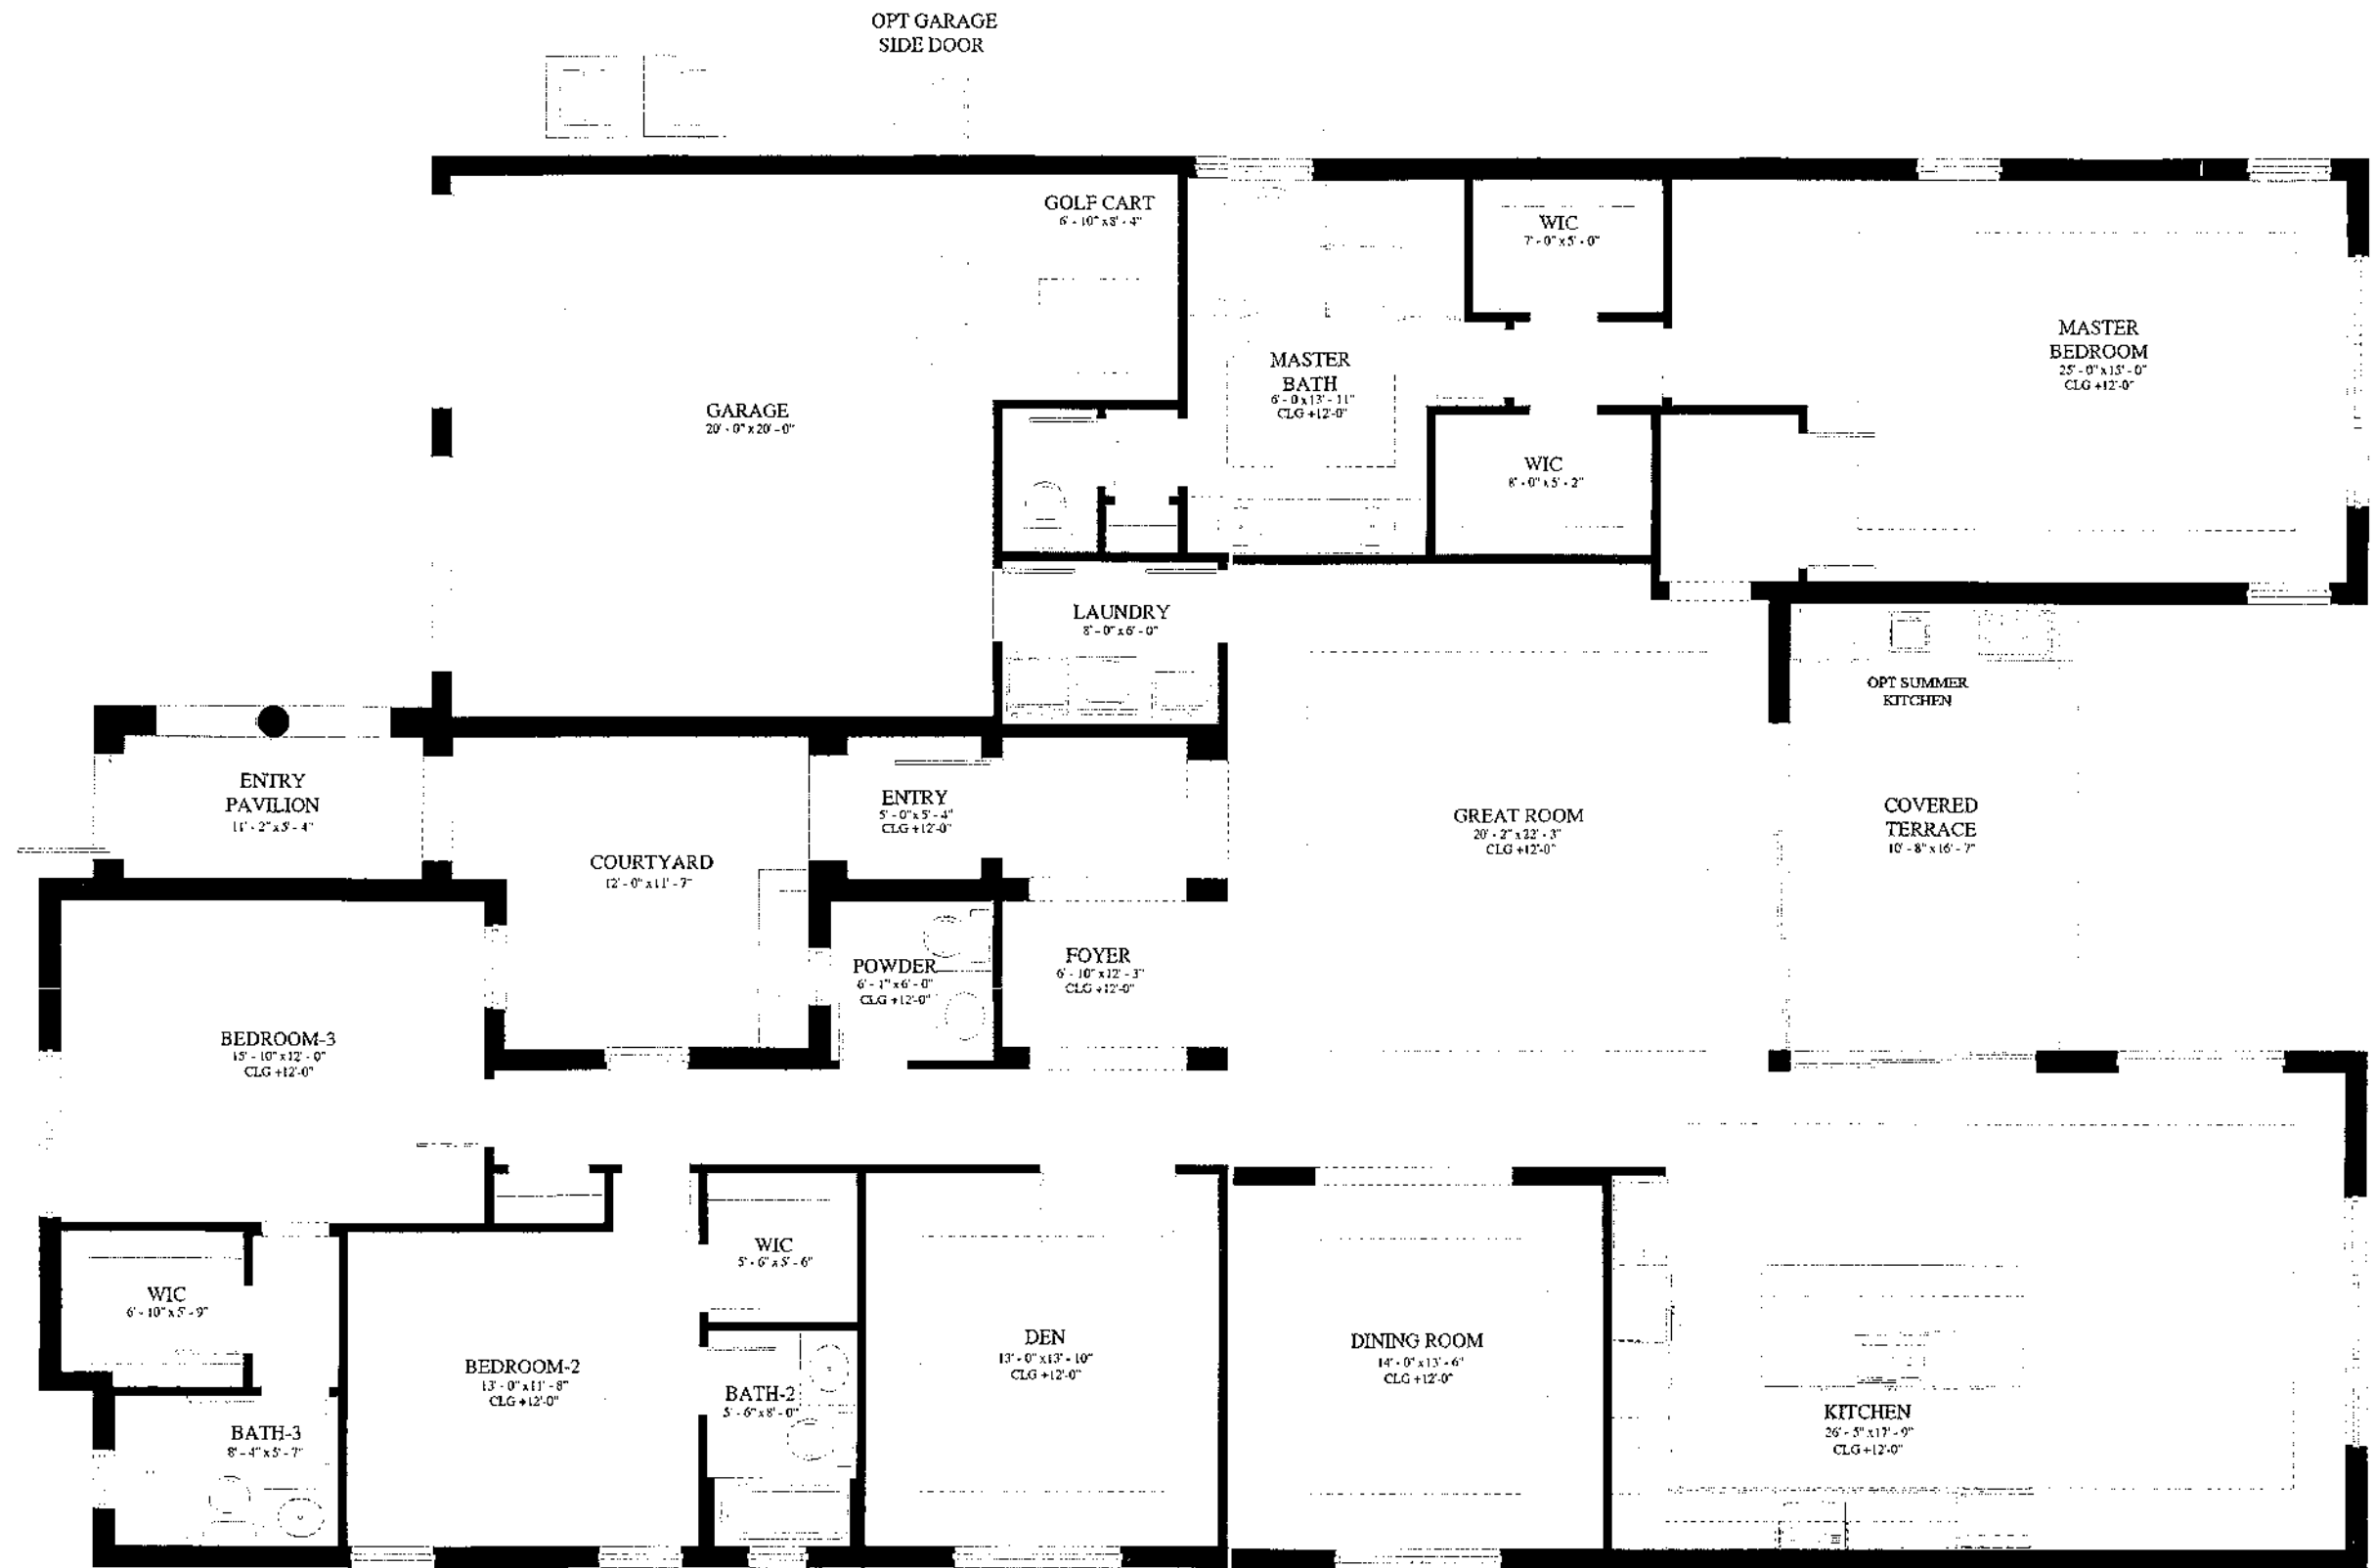 OPT GARAGE
SIDE DOOR
GOLF CART
6' - 10" x 8' - 4"
WIC
7' - 0" x 5' - 0"
MASTER
BEDROOM
25' - 0" x 15' - 0"
CLG +12'-0"
MASTER
BATH
6' - 0 x 13' - 11"
CLG +12'-0"
GARAGE
20' - 0" x 20' - 0"
WIC
8' - 0" x 5' - 2"
LAUNDRY
8' - 0" x 6' - 0"
OPT SUMMER
KITCHEN
ENTRY
PAVILION
11' - 2" x 5' - 4"
ENTRY
5' - 0" x 5' - 4"
CLG +12'-0"
GREAT ROOM
20' - 2" x 22' - 3"
CLG +12'-0"
COVERED
TERRACE
10' - 8" x 16' - 7"
COURTYARD
12' - 0" x 11' - 7"
POWDER
6' - 1" x 6' - 0"
CLG +12'-0"
FOYER
6' - 10" x 12' - 3"
CLG +12'-0"
BEDROOM-3
15' - 10" x 12' - 0"
CLG +12'-0"
WIC
5' - 6" x 5' - 6"
WIC
6' - 10" x 5' - 9"
BEDROOM-2
13' - 0" x 11' - 8"
CLG +12'-0"
BATH-2
5' - 6" x 8' - 0"
DEN
13' - 0" x 13' - 10"
CLG +12'-0"
DINING ROOM
14' - 0" x 13' - 6"
CLG +12'-0"
BATH-3
8' - 4" x 5' - 7"
KITCHEN
26' - 5" x 17' - 9"
CLG +12'-0"